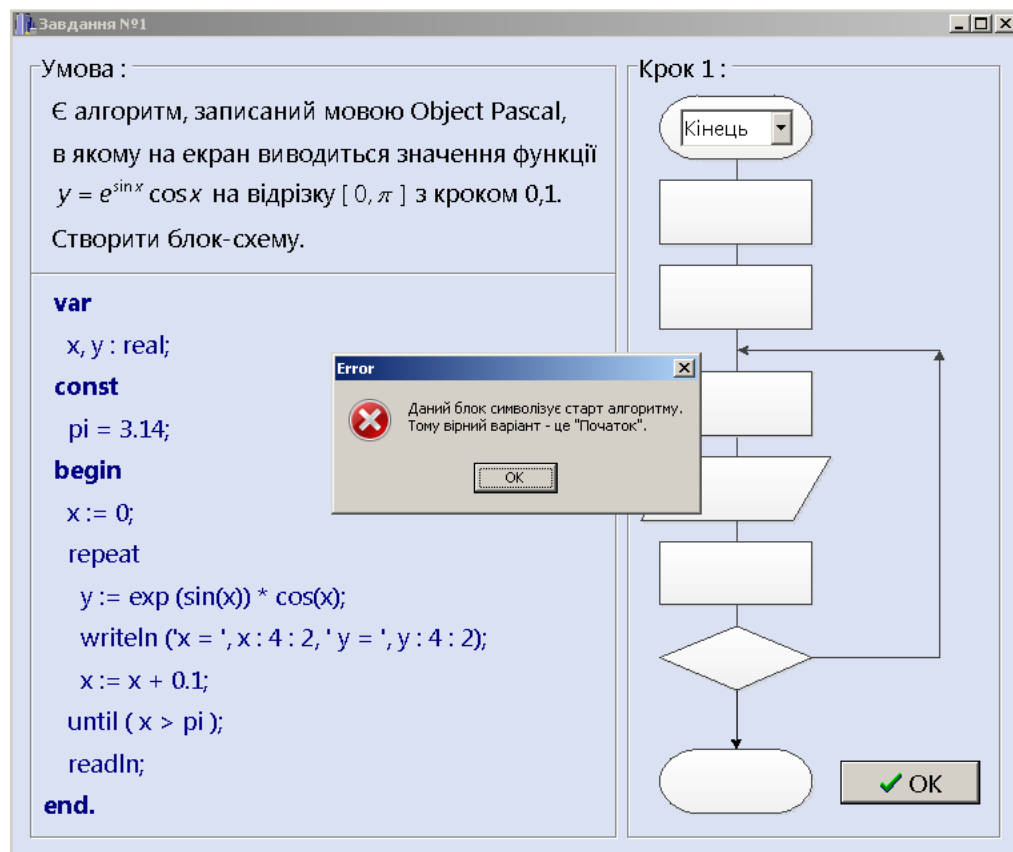 Завдання №1
Умова :
Є алгоритм, записаний мовою Object Pascal,
в якому на екран виводиться значення функції
y = e^{sin x} cos x на відрізку [ 0, π ] з кроком 0,1.
Створити блок-схему.
var
x, y : real;
const
pi = 3.14;
begin
x := 0;
repeat
y := exp (sin(x)) * cos(x);
writeln ('x = ', x : 4 : 2, ' y = ', y : 4 : 2);
x := x + 0.1;
until ( x > pi );
readln;
end.
Крок 1 :
Кінець
Error
Даний блок символізує старт алгоритму.
Тому вірний варіант - це "Початок".
OK
OK